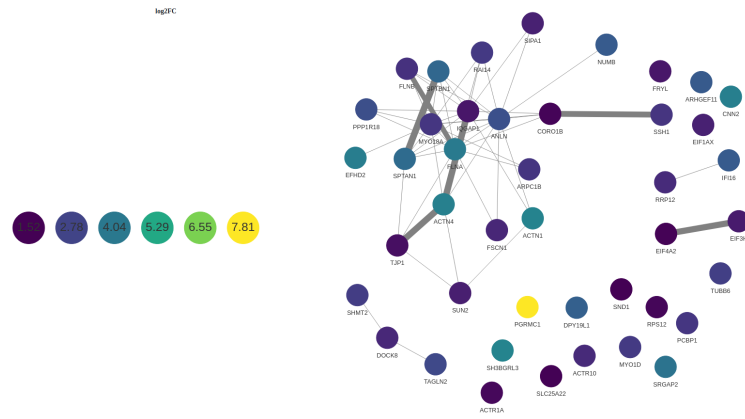 log2FC
1.52 2.78 4.04 5.29 6.55 7.81
SIPA1
NUMB
RAI14
FLNB
SPTBN1
FRYL
ARHGEF11
CNN2
PPP1R18
MYO18A
IQGAP1
ANLN
CORO1B
SSH1
EIF1AX
EFHD2
SPTAN1
FLNA
ARPC1B
IFI16
RRP12
ACTN4
ACTN1
FSCN1
TJP1
EIF4A2
SUN2
TUBB6
SHMT2
PGRMC1
DPY19L1
SND1
RPS12
PCBP1
DOCK8
TAGLN2
SH3BGRL3
ACTR10
MYO1D
SRGAP2
SLC25A22
ACTR1A